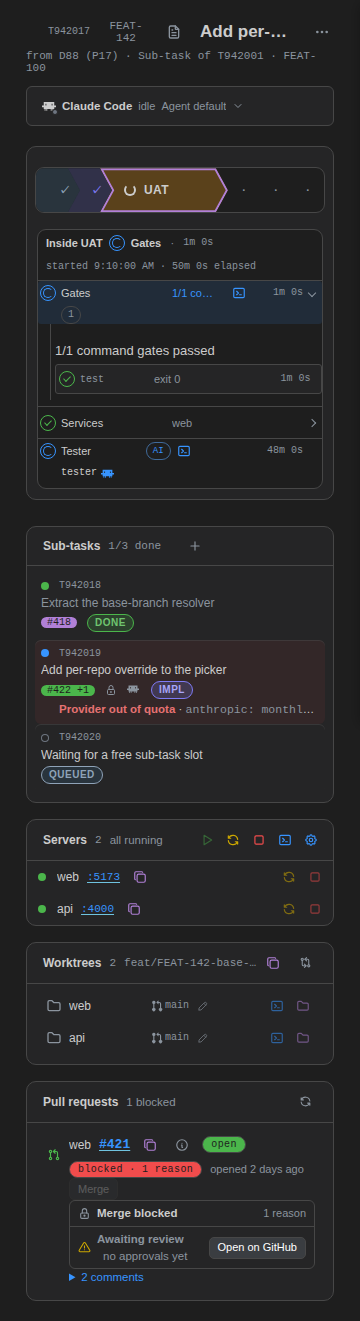 T942017 FEAT-142 Add per-…
from D88 (P17) · Sub-task of T942001 · FEAT-100
Claude Code idle Agent default
UAT
Inside UAT Gates · 1m 0s
started 9:10:00 AM · 50m 0s elapsed
Gates 1/1 co… 1m 0s
1
1/1 command gates passed
test exit 0 1m 0s
Services web
Tester AI 48m 0s
tester
Sub-tasks 1/3 done
T942018
Extract the base-branch resolver
#418 DONE
T942019
Add per-repo override to the picker
#422 +1 IMPL
Provider out of quota · anthropic: monthl…
T942020
Waiting for a free sub-task slot
QUEUED
Servers 2 all running
web :5173
api :4000
Worktrees 2 feat/FEAT-142-base-…
web main
api main
Pull requests 1 blocked
web #421 open
blocked · 1 reason opened 2 days ago
Merge
Merge blocked 1 reason
Awaiting review
no approvals yet
Open on GitHub
2 comments